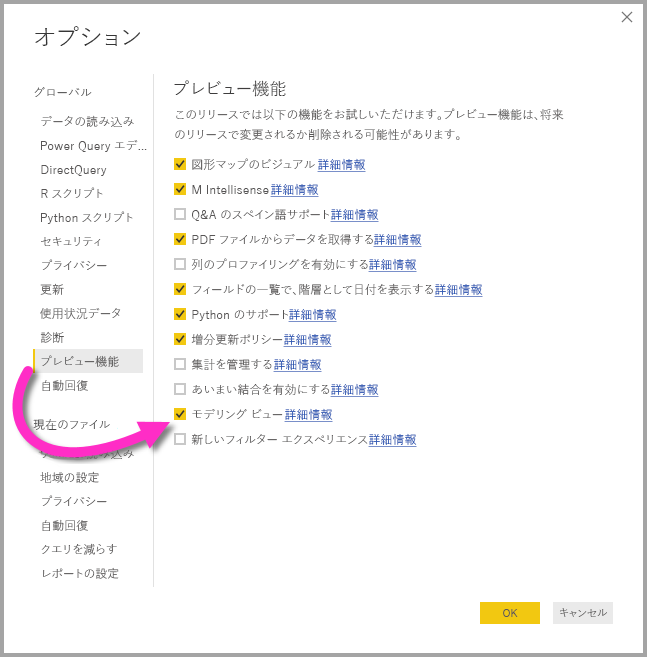 オプション
グローバル
データの読み込み
Power Query エデ...
DirectQuery
R スクリプト
Python スクリプト
セキュリティ
プライバシー
更新
使用状況データ
診断
プレビュー機能
自動回復
現在のファイル
読み込み
地域の設定
プライバシー
自動回復
クエリを減らす
レポートの設定
プレビュー機能
このリリースでは以下の機能をお試しいただけます。プレビュー機能は、将来
のリリースで変更されるか削除される可能性があります。
図形マップのビジュアル 詳細情報
M Intellisense 詳細情報
Q&A のスペイン語サポート 詳細情報
PDF ファイルからデータを取得する 詳細情報
列のプロファイリングを有効にする 詳細情報
フィールドの一覧で、階層として日付を表示する 詳細情報
Python のサポート 詳細情報
増分更新ポリシー 詳細情報
集計を管理する 詳細情報
あいまい結合を有効にする 詳細情報
モデリング ビュー 詳細情報
新しいフィルター エクスペリエンス 詳細情報
OK
キャンセル